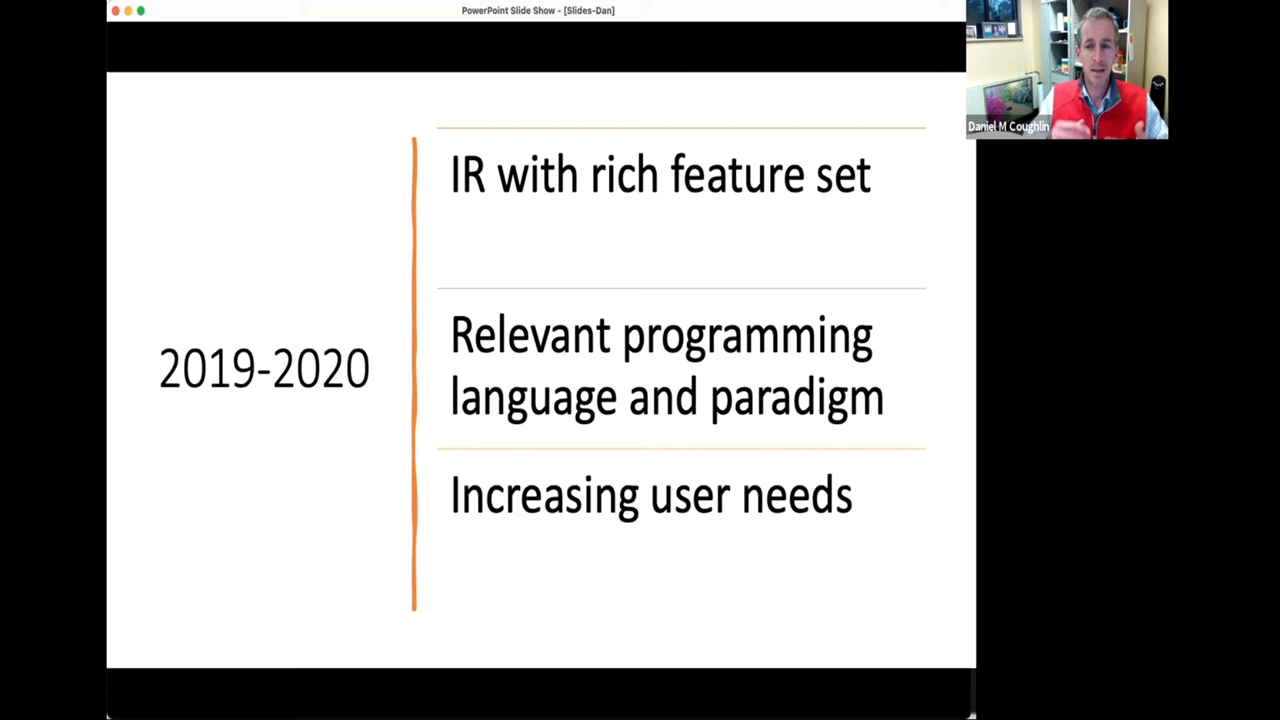 PowerPoint Slide Show - [Slides-Dan]
Daniel M Coughlin
IR with rich feature set
2019-2020
Relevant programming
language and paradigm
Increasing user needs